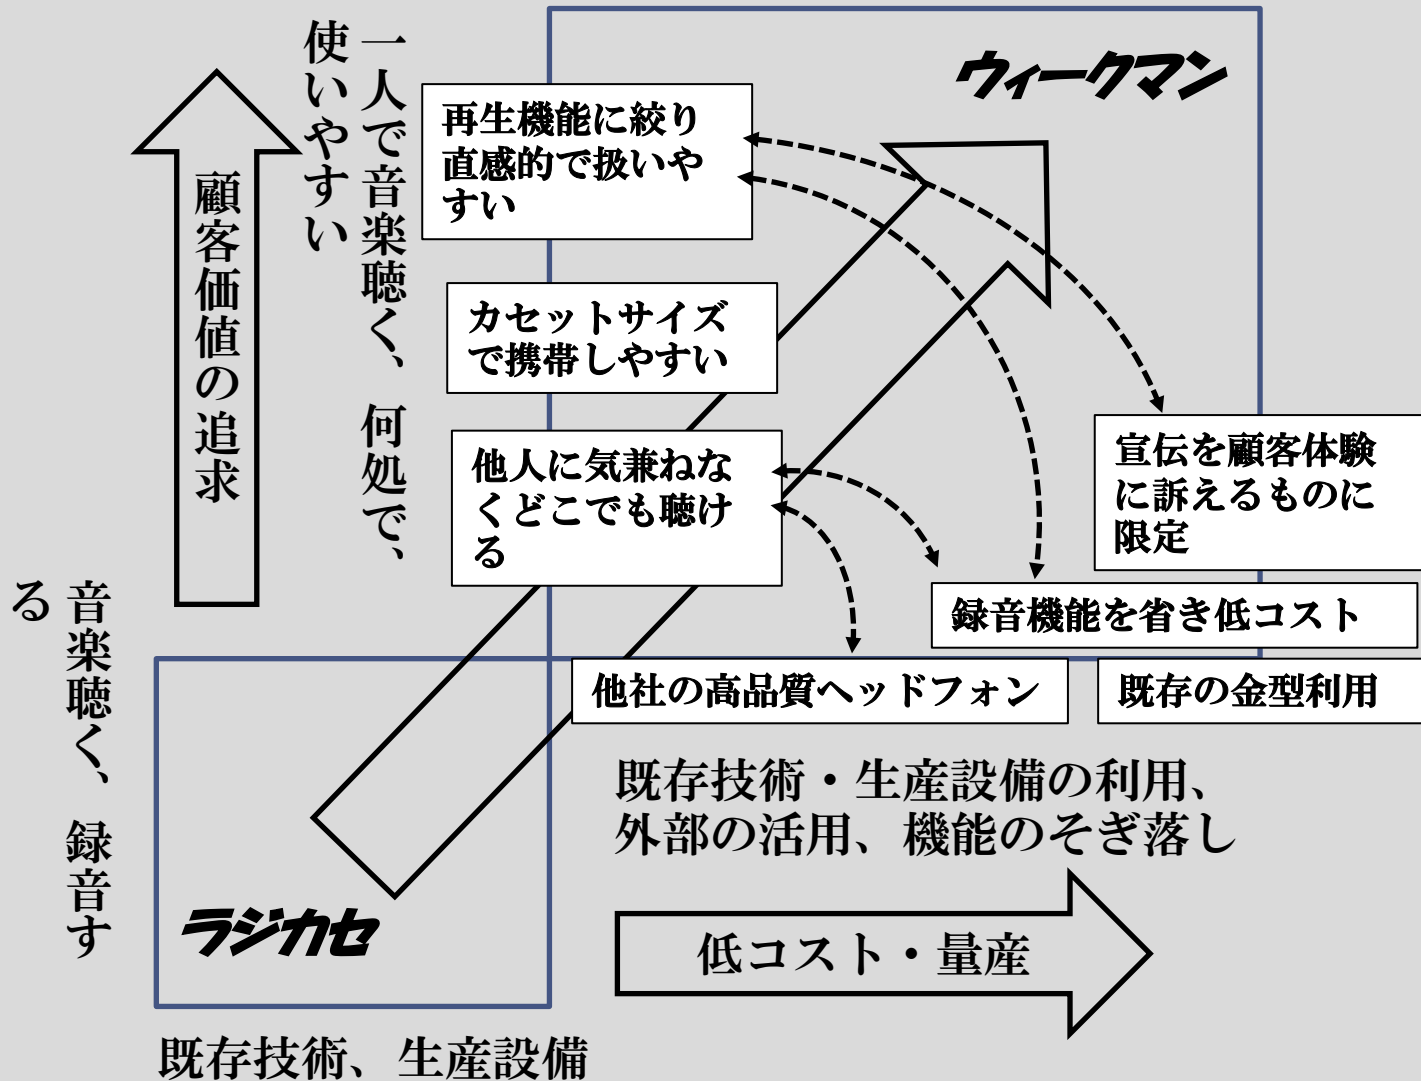 ウィークマン
一人で音楽聴く、何処で、
使いやすい
再生機能に絞り
直感的で扱いや
すい
顧客価値の追求
カセットサイズ
で携帯しやすい
他人に気兼ねな
くどこでも聴け
る
宣伝を顧客体験
に訴えるものに
限定
録音機能を省き低コスト
他社の高品質ヘッドフォン
既存の金型利用
音楽聴く、録音す
る
既存技術・生産設備の利用、
外部の活用、機能のそぎ落し
ラジカセ
低コスト・量産
既存技術、生産設備